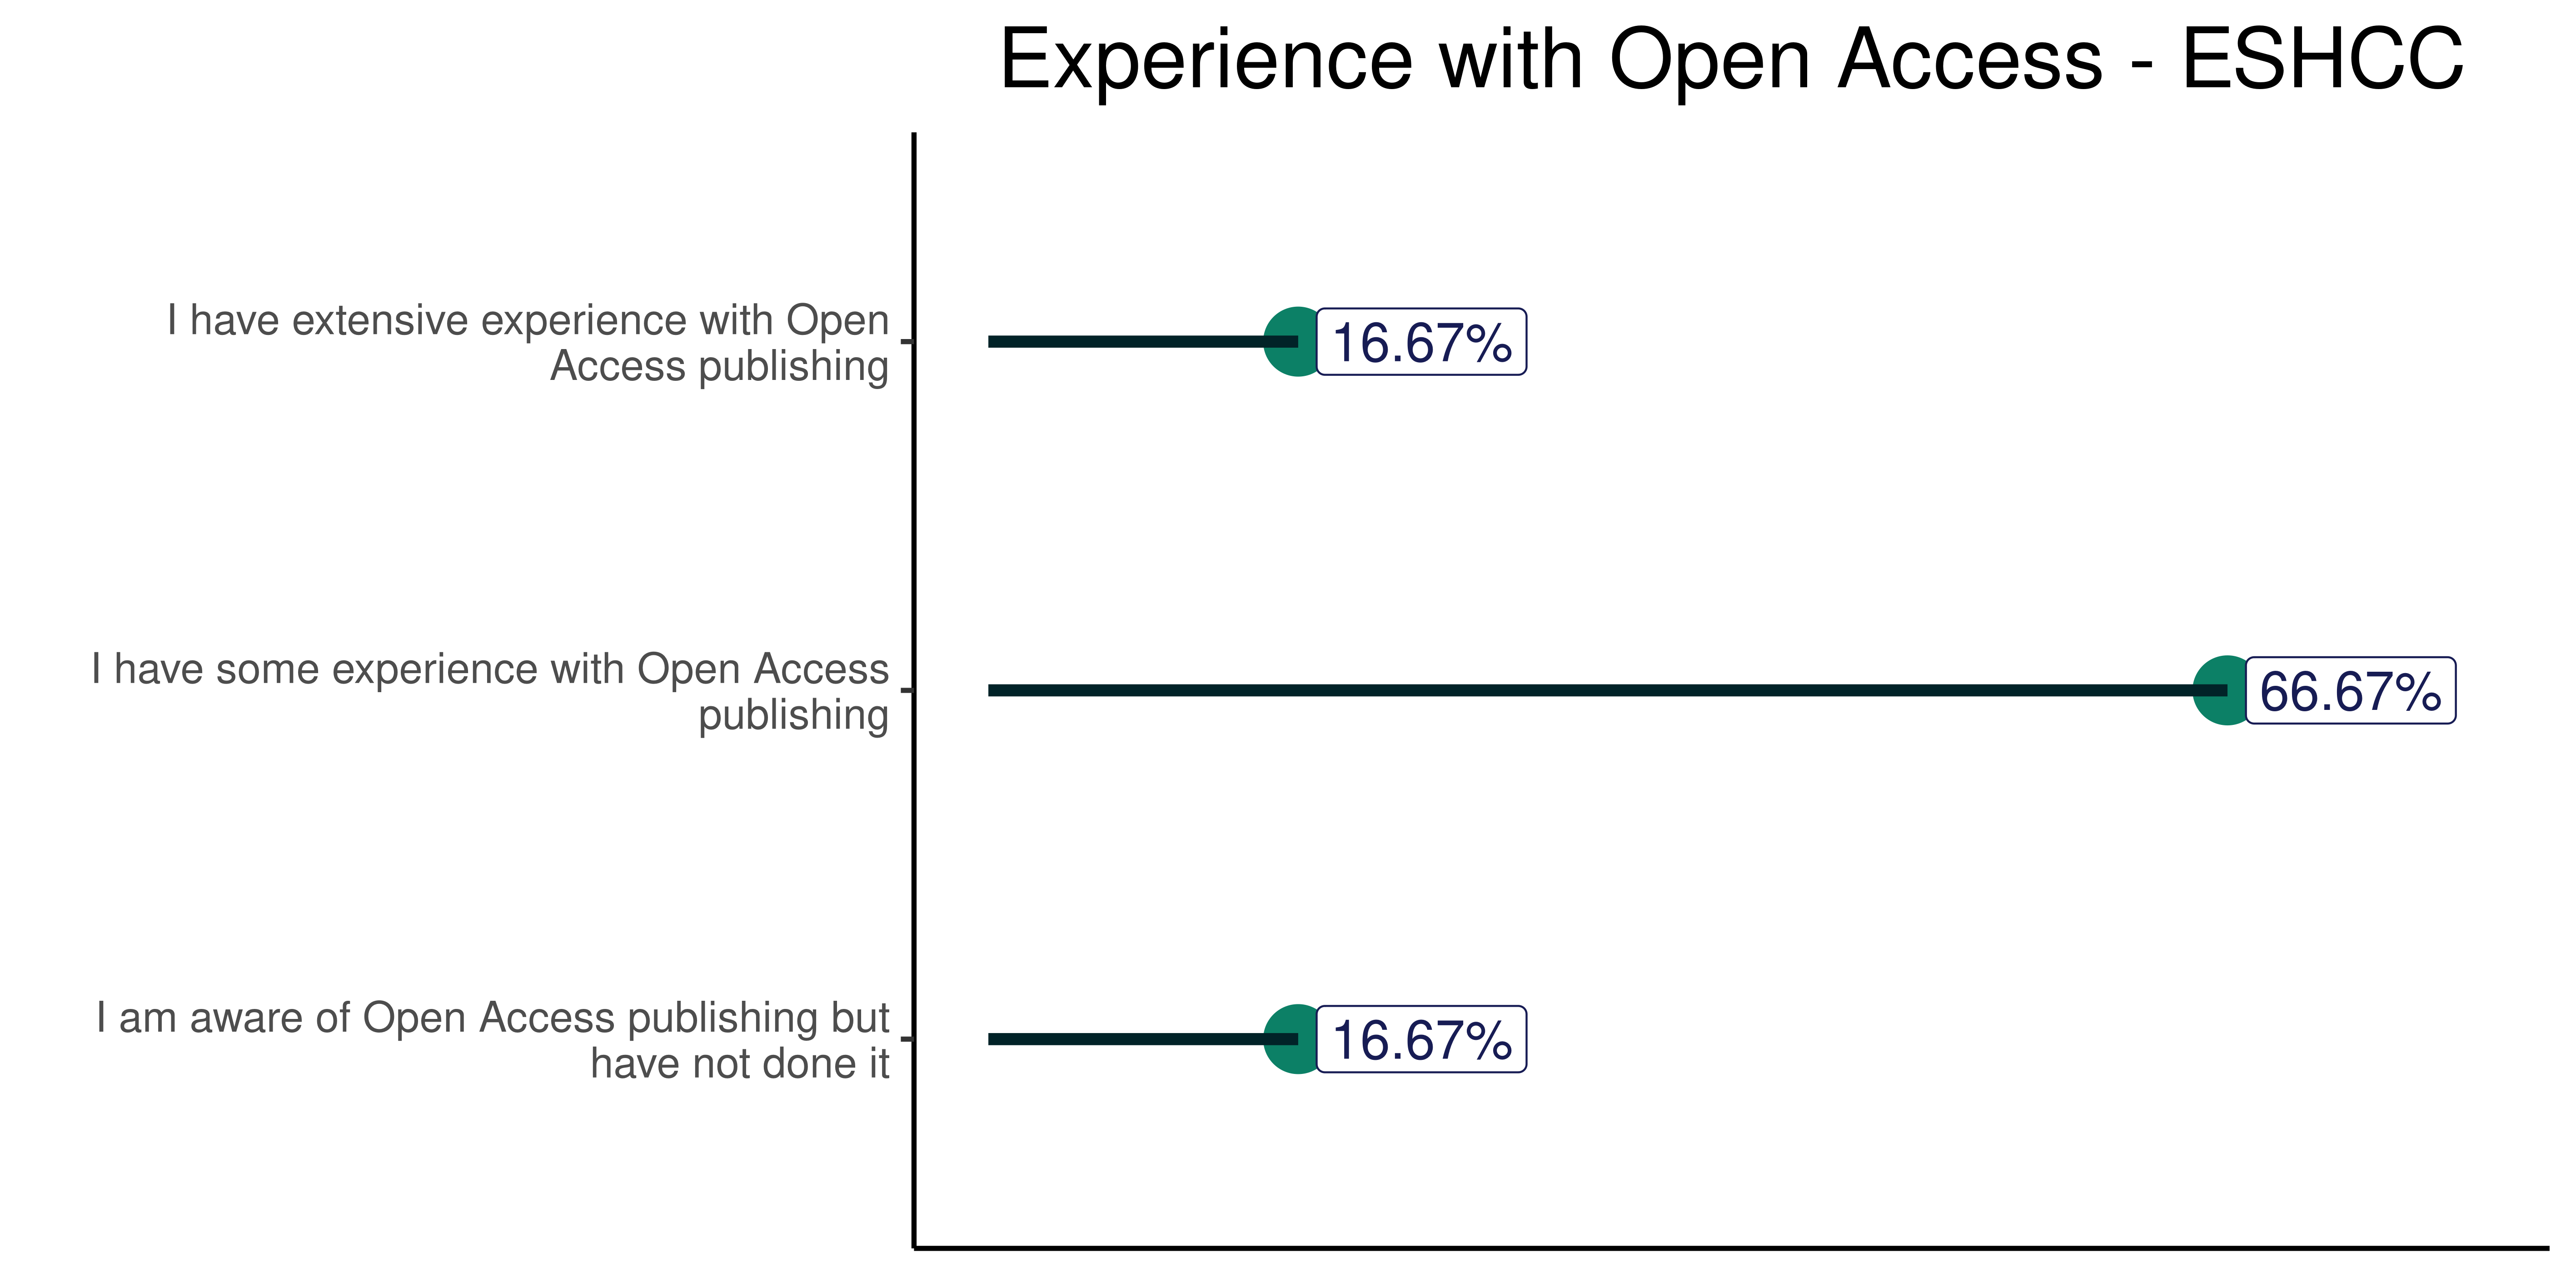 Experience with Open Access - ESHCC
I have extensive experience with Open
Access publishing
16.67%
I have some experience with Open Access
publishing
66.67%
I am aware of Open Access publishing but
have not done it
16.67%